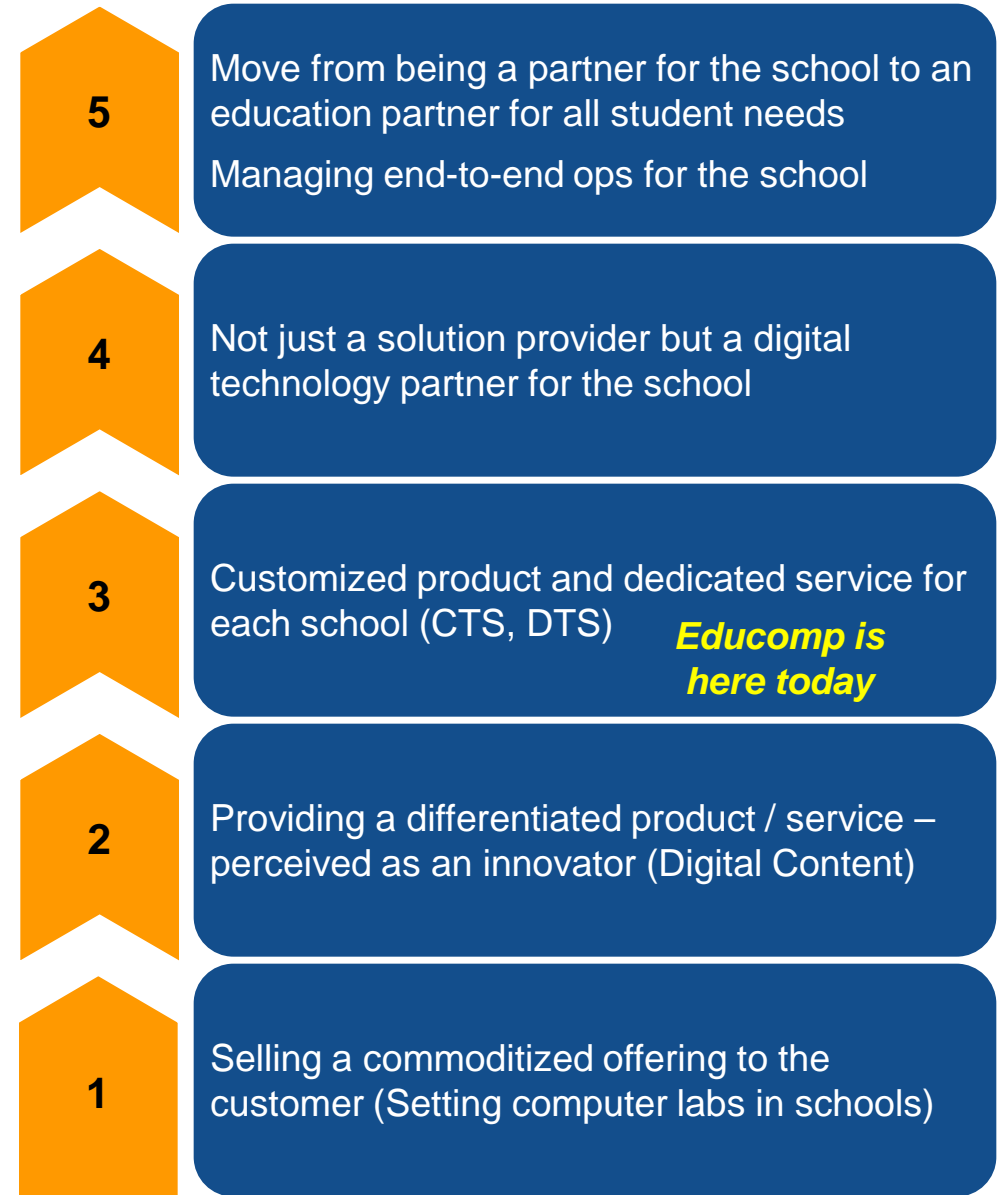 5
Move from being a partner for the school to an
education partner for all student needs
Managing end-to-end ops for the school
4
Not just a solution provider but a digital
technology partner for the school
3
Customized product and dedicated service for
each school (CTS, DTS)
Educomp is
here today
2
Providing a differentiated product / service –
perceived as an innovator (Digital Content)
1
Selling a commoditized offering to the
customer (Setting computer labs in schools)